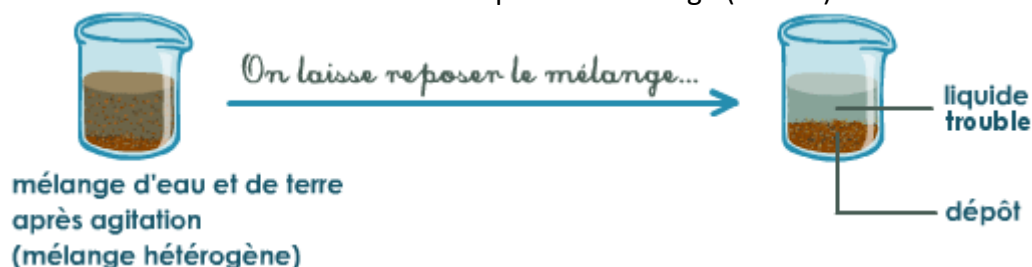 On laisse reposer le mélange...
liquide
trouble
dépôt
mélange d'eau et de terre
après agitation
(mélange hétérogène)